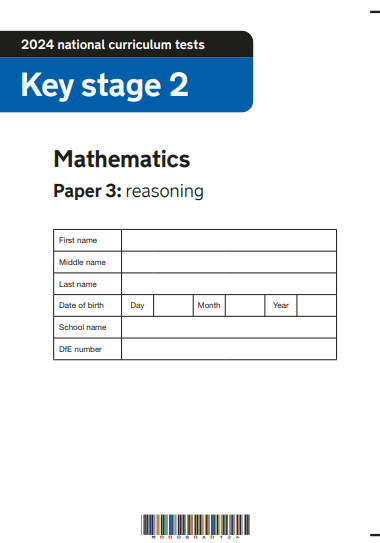 2024 national curriculum tests
Key stage 2
Mathematics
Paper 3: reasoning
First name
Middle name
Last name
Date of birth Day Month Year
School name
DfE number
M00080AD124